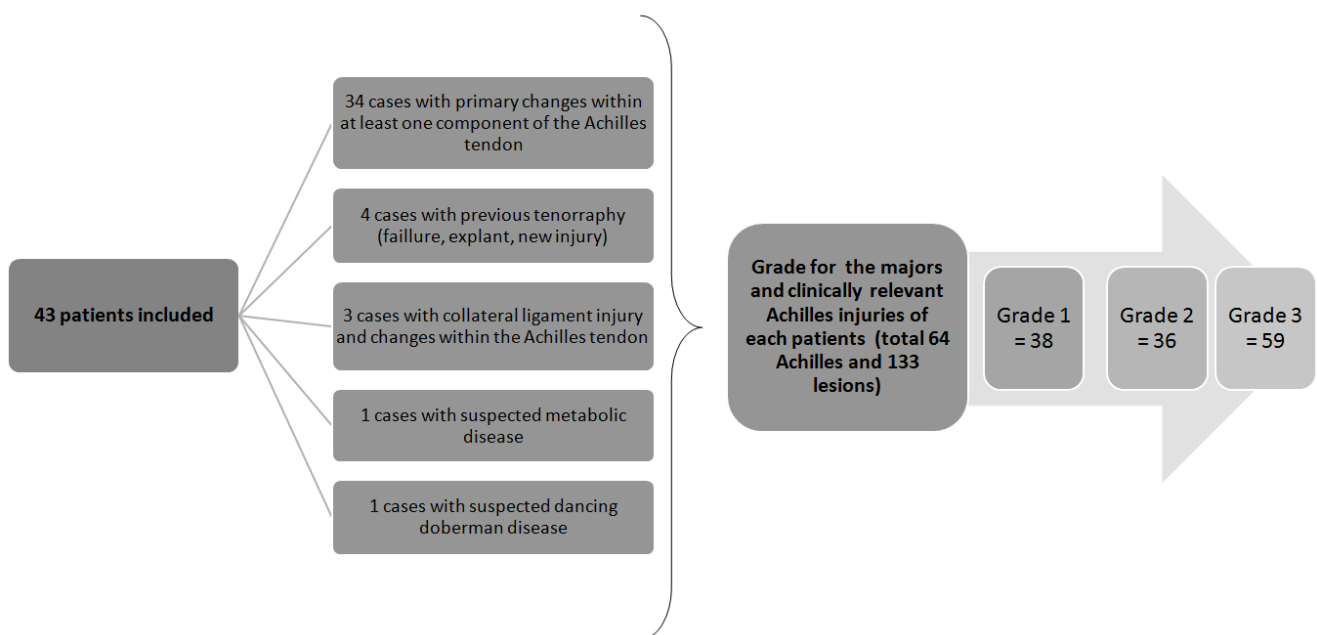 34 cases with primary changes within
at least one component of the Achilles
tendon
4 cases with previous tenorraphy
(faillure, explant, new injury)
43 patients included
3 cases with collateral ligament injury
and changes within the Achilles tendon
1 cases with suspected metabolic
disease
1 cases with suspected dancing
doberman disease
Grade for the majors
and clinically relevant
Achilles injuries of
each patients (total 64
Achilles and 133
lesions)
Grade 1
= 38
Grade 2
= 36
Grade 3
= 59